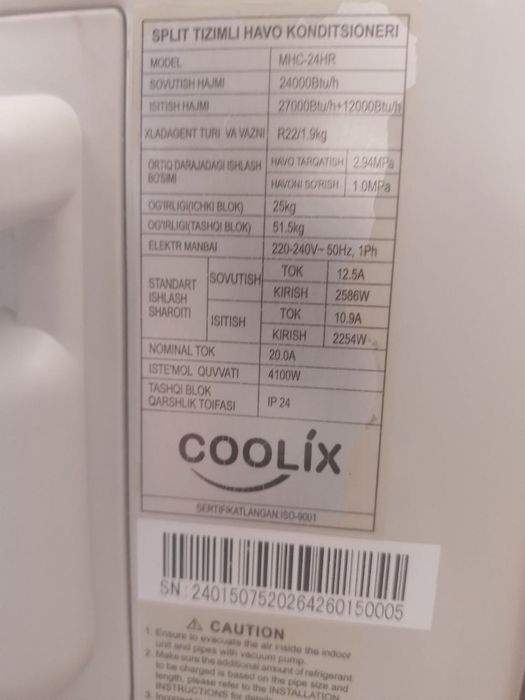 SPLIT TIZIMLI HAVO KONDITSIONERI
MODEL MHC-24HR
SOVUTISH HAJMI 24000Btu/h
ISITISH HAJMI 27000Btu/h+12000Btu/h
XLADAGENT TURI VA VAZNI R22/1.9kg
ORTIQ DARAJADAGI ISHLASH BO'SIMI HAVO TARQATISH 2.94MPa
HAVONI SO'RISH 1.0MPa
OG'IRLIGI(ICHKI BLOK) 25kg
OG'IRLIGI(TASHQI BLOK) 51.5kg
ELEKTR MANBAI 220-240V~50Hz, 1Ph
STANDART ISHLASH SHAROITI SOVUTISH TOK 12.5A
KIRISH 2586W
ISITISH TOK 10.9A
KIRISH 2254W
NOMINAL TOK 20.0A
ISTE'MOL QUVVATI 4100W
TASHQI BLOK
QARSHLIK TOIFASI IP 24
COOLíX
SERTIFIKATLANGAN:ISO-9001
SN: 2401507520264260150005
⚠ CAUTION
1. Ensure to evacuate the air inside the indoor
unit and pipes with vacuum pump.
2. Make sure the additional amount of refrigerant
to be charged is based on the pipe size and
length, please refer to the INSTALLATION
INSTRUCTIONS for details.